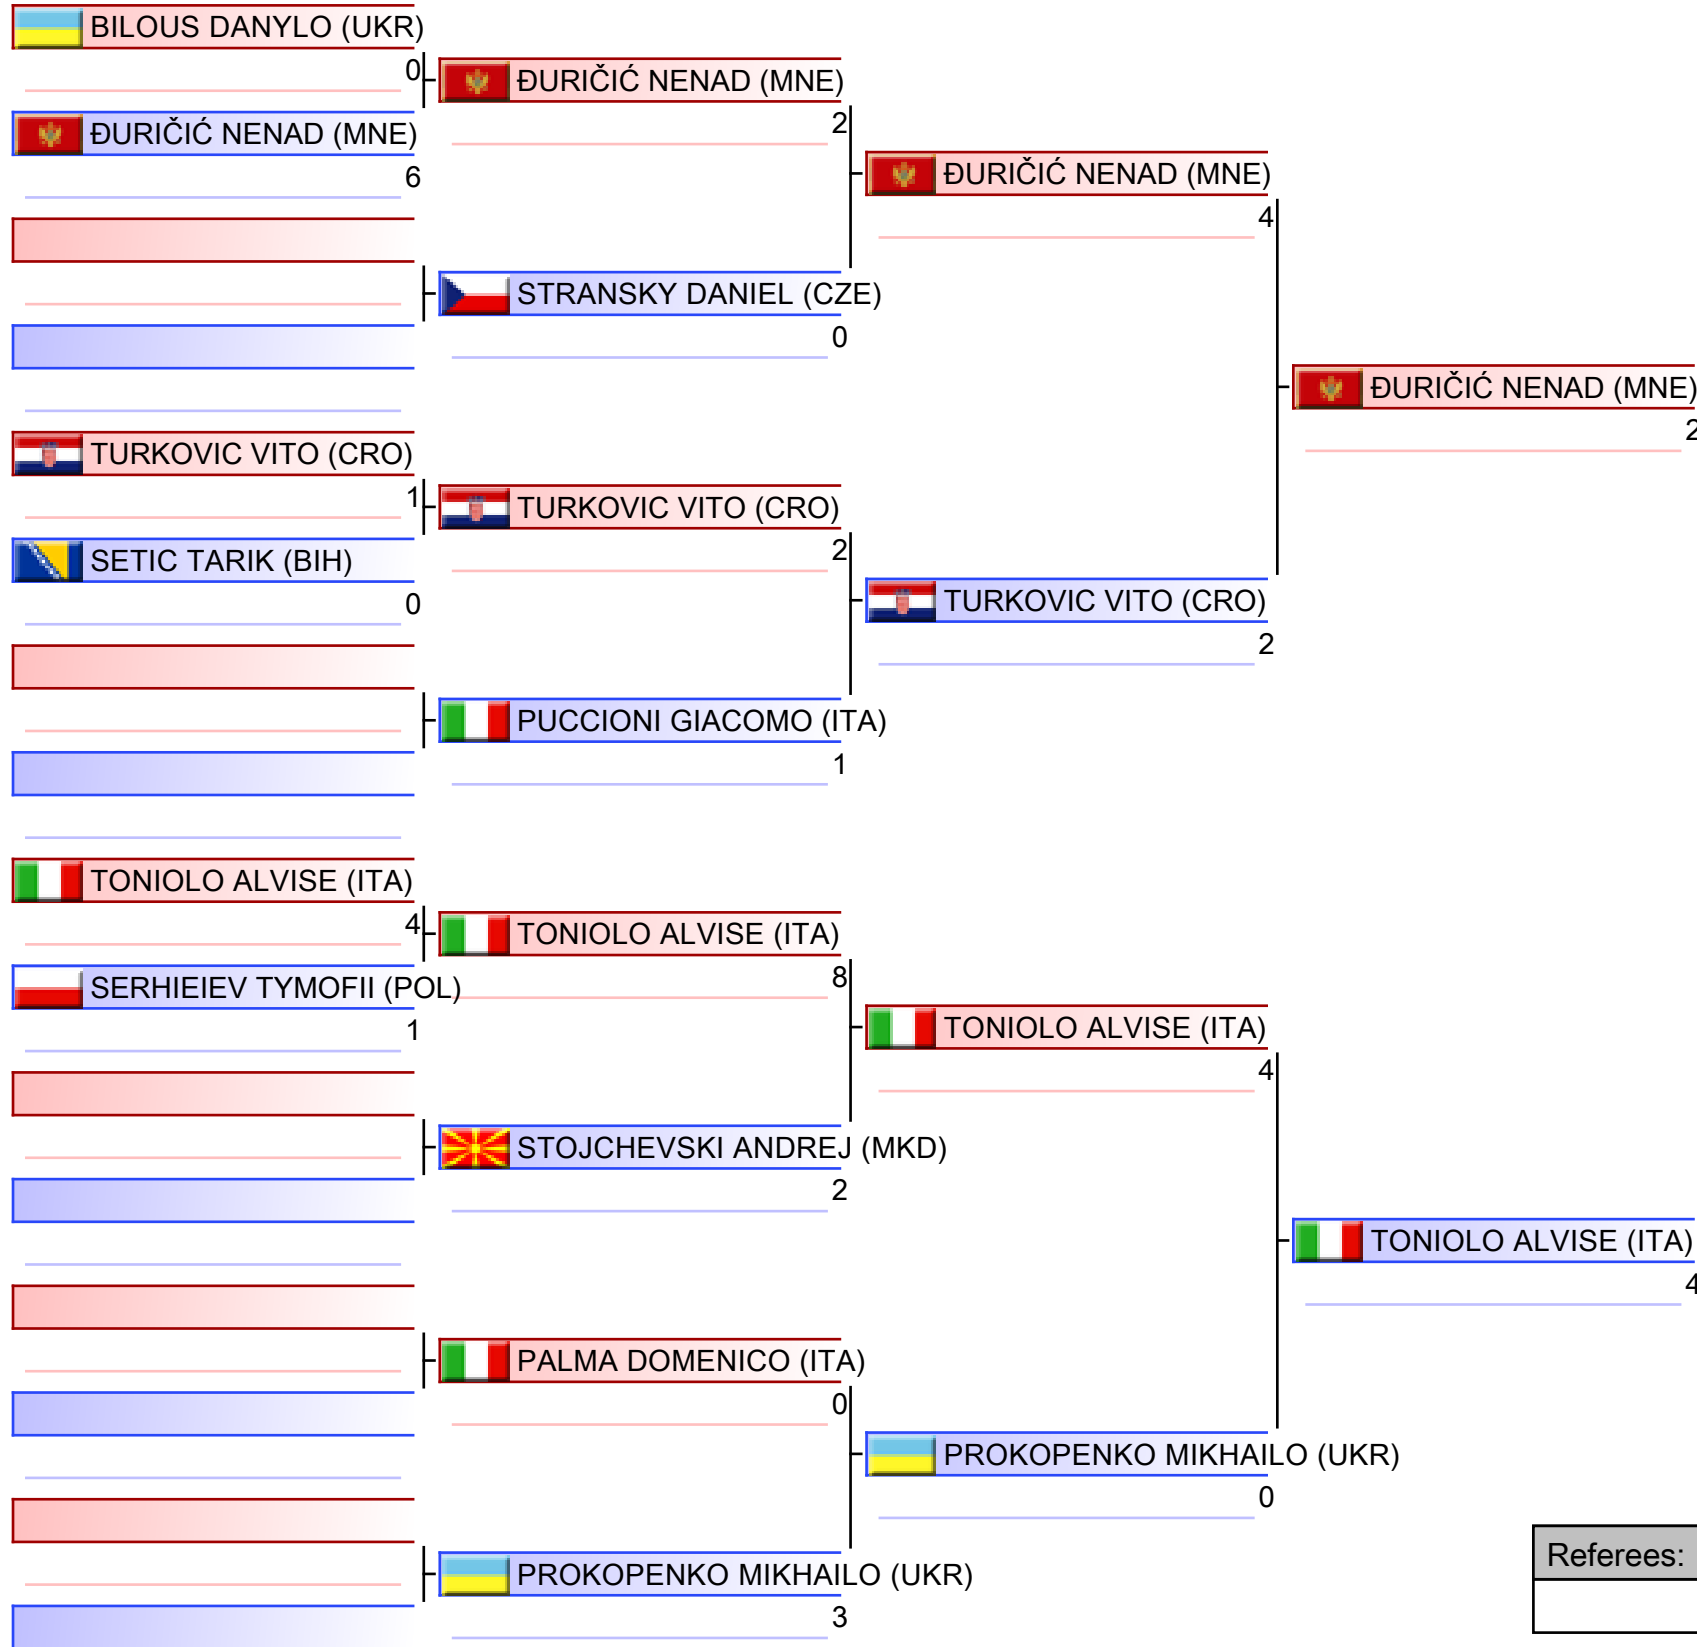 BILOUS DANYLO (UKR)
0
ĐURIČIĆ NENAD (MNE)
6
TURKOVIC VITO (CRO)
1
SETIC TARIK (BIH)
0
TONIOLO ALVISE (ITA)
4
SERHIEIEV TYMOFII (POL)
1
ĐURIČIĆ NENAD (MNE)
2
STRANSKY DANIEL (CZE)
0
TURKOVIC VITO (CRO)
2
PUCCIONI GIACOMO (ITA)
1
TONIOLO ALVISE (ITA)
8
STOJCHEVSKI ANDREJ (MKD)
2
PALMA DOMENICO (ITA)
0
PROKOPENKO MIKHAILO (UKR)
3
ĐURIČIĆ NENAD (MNE)
4
TURKOVIC VITO (CRO)
2
TONIOLO ALVISE (ITA)
4
PROKOPENKO MIKHAILO (UKR)
0
ĐURIČIĆ NENAD (MNE)
2
TONIOLO ALVISE (ITA)
4
Referees: